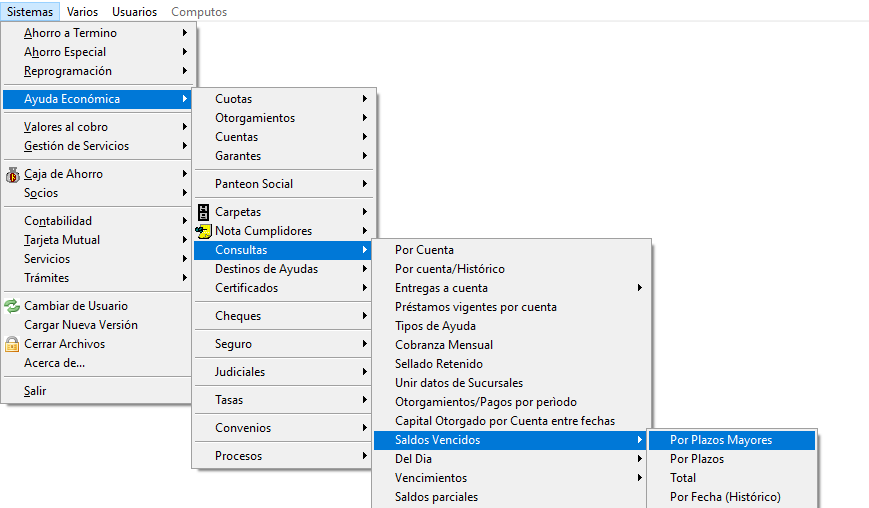 Sistemas Varios Usuarios Computos
Ahorro a Termino
Ahorro Especial
Reprogramación
Ayuda Económica
Valores al cobro
Gestión de Servicios
Caja de Ahorro
Socios
Contabilidad
Tarjeta Mutual
Servicios
Trámites
Cambiar de Usuario
Cargar Nueva Versión
Cerrar Archivos
Acerca de...
Salir
Cuotas
Otorgamientos
Cuentas
Garantes
Panteon Social
Carpetas
Nota Cumplidores
Consultas
Destinos de Ayudas
Certificados
Cheques
Seguro
Judiciales
Tasas
Convenios
Procesos
Por Cuenta
Por cuenta/Histórico
Entregas a cuenta
Préstamos vigentes por cuenta
Tipos de Ayuda
Cobranza Mensual
Sellado Retenido
Unir datos de Sucursales
Otorgamientos/Pagos por perìodo
Capital Otorgado por Cuenta entre fechas
Saldos Vencidos
Del Dia
Vencimientos
Saldos parciales
Por Plazos Mayores
Por Plazos
Total
Por Fecha (Histórico)